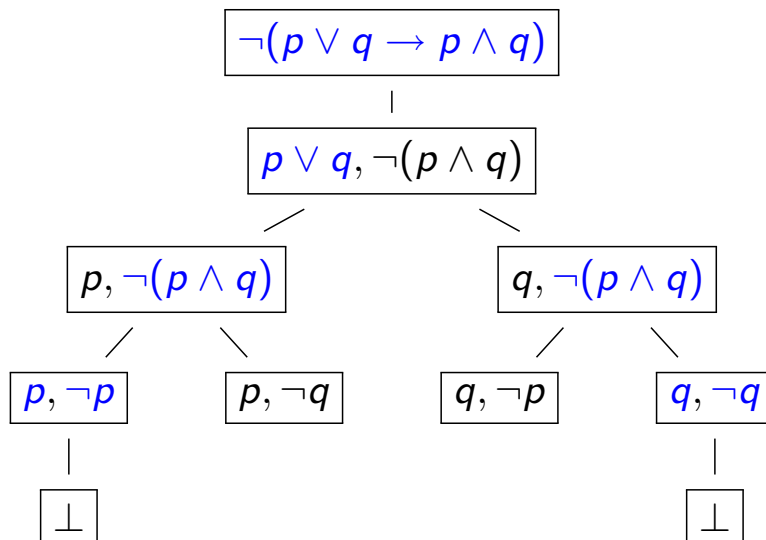 ¬(p ∨ q → p ∧ q)
p ∨ q, ¬(p ∧ q)
p, ¬(p ∧ q) q, ¬(p ∧ q)
p, ¬p p, ¬q q, ¬p q, ¬q
⊥ ⊥